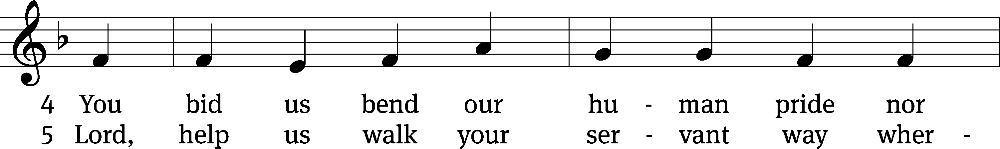 4 You bid us bend our hu - man pride nor
5 Lord, help us walk your ser - vant way wher -